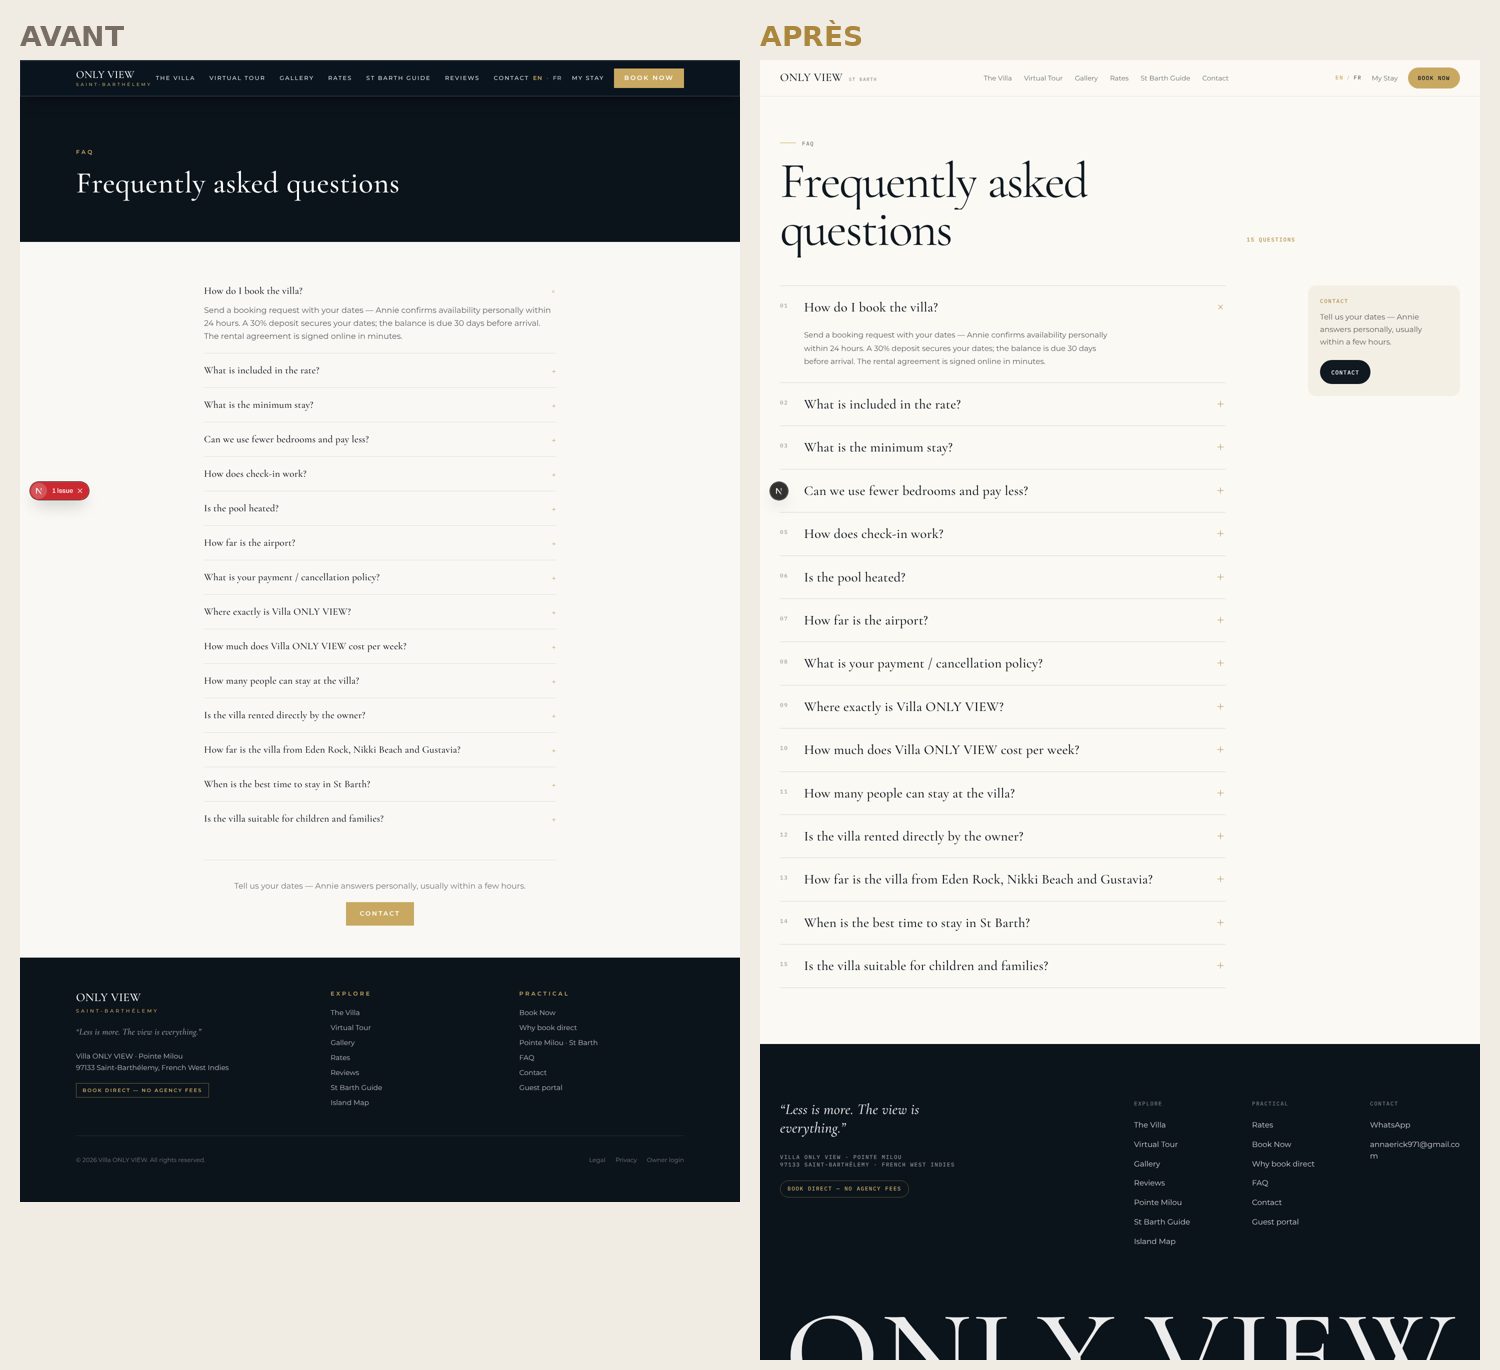 AVANT
ONLY VIEW
SAINT-BARTHÉLEMY
THE VILLA VIRTUAL TOUR GALLERY RATES ST BARTH GUIDE REVIEWS CONTACT EN · FR MY STAY BOOK NOW
FAQ
Frequently asked questions
How do I book the villa? +
Send a booking request with your dates — Annie confirms availability personally within
24 hours. A 30% deposit secures your dates; the balance is due 30 days before arrival.
The rental agreement is signed online in minutes.
What is included in the rate? +
What is the minimum stay? +
Can we use fewer bedrooms and pay less? +
How does check-in work? +
N 1 Issue ×
Is the pool heated? +
How far is the airport? +
What is your payment / cancellation policy? +
Where exactly is Villa ONLY VIEW? +
How much does Villa ONLY VIEW cost per week? +
How many people can stay at the villa? +
Is the villa rented directly by the owner? +
How far is the villa from Eden Rock, Nikki Beach and Gustavia? +
When is the best time to stay in St Barth? +
Is the villa suitable for children and families? +
Tell us your dates — Annie answers personally, usually within a few hours.
CONTACT
ONLY VIEW
SAINT-BARTHÉLEMY
“Less is more. The view is everything.”
Villa ONLY VIEW · Pointe Milou
97133 Saint-Barthélemy, French West Indies
BOOK DIRECT — NO AGENCY FEES
EXPLORE
The Villa
Virtual Tour
Gallery
Rates
Reviews
St Barth Guide
Island Map
PRACTICAL
Book Now
Why book direct
Pointe Milou · St Barth
FAQ
Contact
Guest portal
© 2026 Villa ONLY VIEW. All rights reserved.
Legal Privacy Owner login
APRÈS
ONLY VIEW ST BARTH
The Villa Virtual Tour Gallery Rates St Barth Guide Contact
EN / FR My Stay BOOK NOW
FAQ
Frequently asked
questions
15 QUESTIONS
01 How do I book the villa? ×
Send a booking request with your dates — Annie confirms availability personally
within 24 hours. A 30% deposit secures your dates; the balance is due 30 days
before arrival. The rental agreement is signed online in minutes.
02 What is included in the rate? +
03 What is the minimum stay? +
N Can we use fewer bedrooms and pay less? +
05 How does check-in work? +
06 Is the pool heated? +
07 How far is the airport? +
08 What is your payment / cancellation policy? +
09 Where exactly is Villa ONLY VIEW? +
10 How much does Villa ONLY VIEW cost per week? +
11 How many people can stay at the villa? +
12 Is the villa rented directly by the owner? +
13 How far is the villa from Eden Rock, Nikki Beach and Gustavia? +
14 When is the best time to stay in St Barth? +
15 Is the villa suitable for children and families? +
CONTACT
Tell us your dates — Annie
answers personally, usually
within a few hours.
CONTACT
“Less is more. The view is
everything.”
VILLA ONLY VIEW · POINTE MILOU
97133 SAINT-BARTHÉLEMY · FRENCH WEST INDIES
BOOK DIRECT — NO AGENCY FEES
EXPLORE
The Villa
Virtual Tour
Gallery
Reviews
Pointe Milou
St Barth Guide
Island Map
PRACTICAL
Rates
Book Now
Why book direct
FAQ
Contact
Guest portal
CONTACT
WhatsApp
annaerick971@gmail.co
m
ONLY VIEW